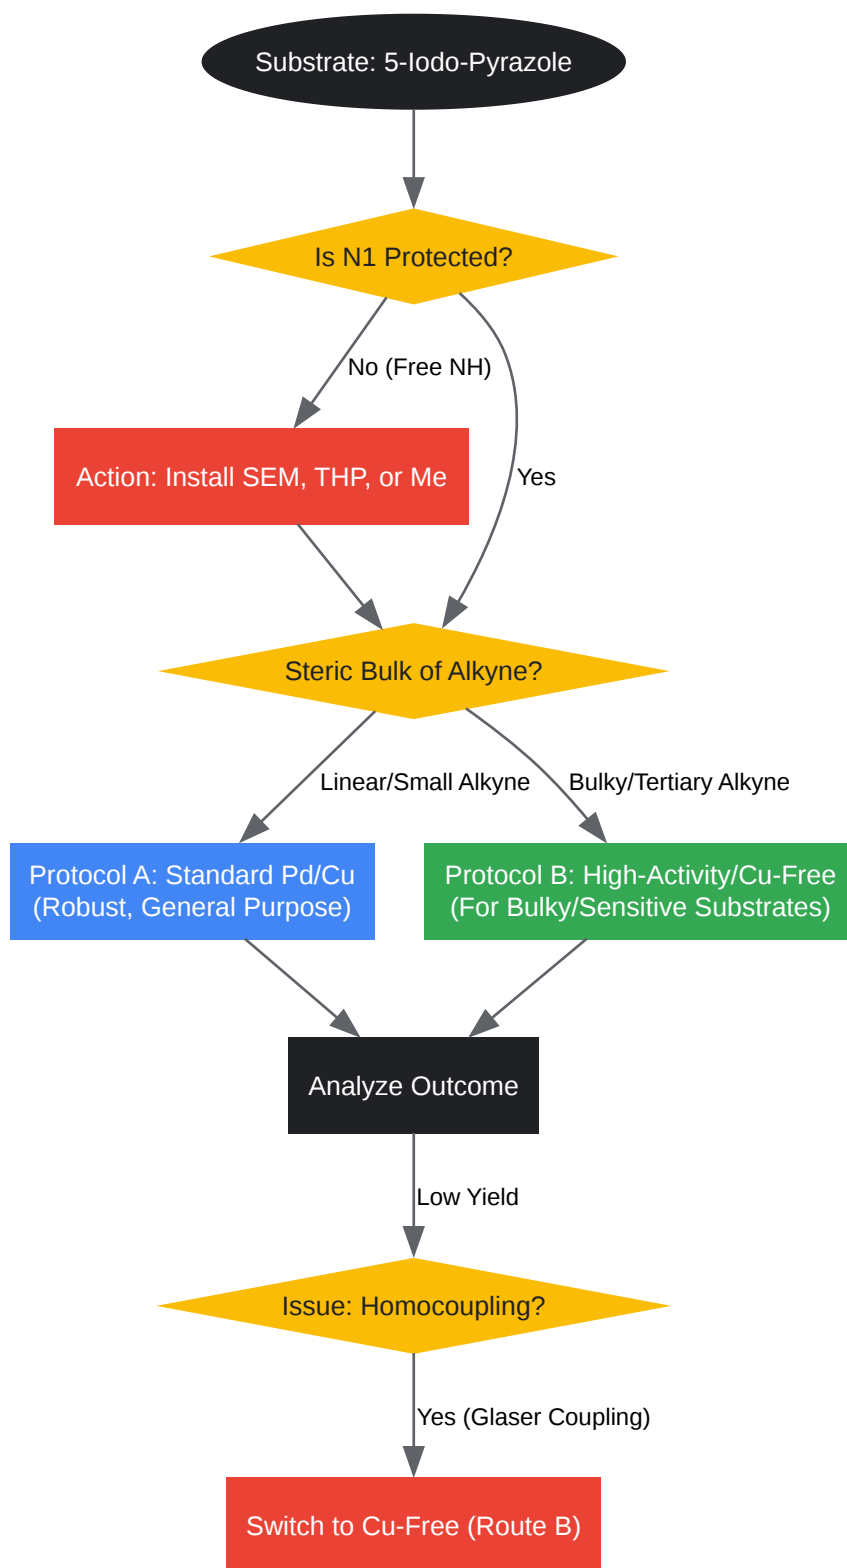 Substrate: 5-Iodo-Pyrazole
Is N1 Protected?
No (Free NH)
Action: Install SEM, THP, or Me
Yes
Steric Bulk of Alkyne?
Linear/Small Alkyne
Bulky/Tertiary Alkyne
Protocol A: Standard Pd/Cu
(Robust, General Purpose)
Protocol B: High-Activity/Cu-Free
(For Bulky/Sensitive Substrates)
Analyze Outcome
Low Yield
Issue: Homocoupling?
Yes (Glaser Coupling)
Switch to Cu-Free (Route B)